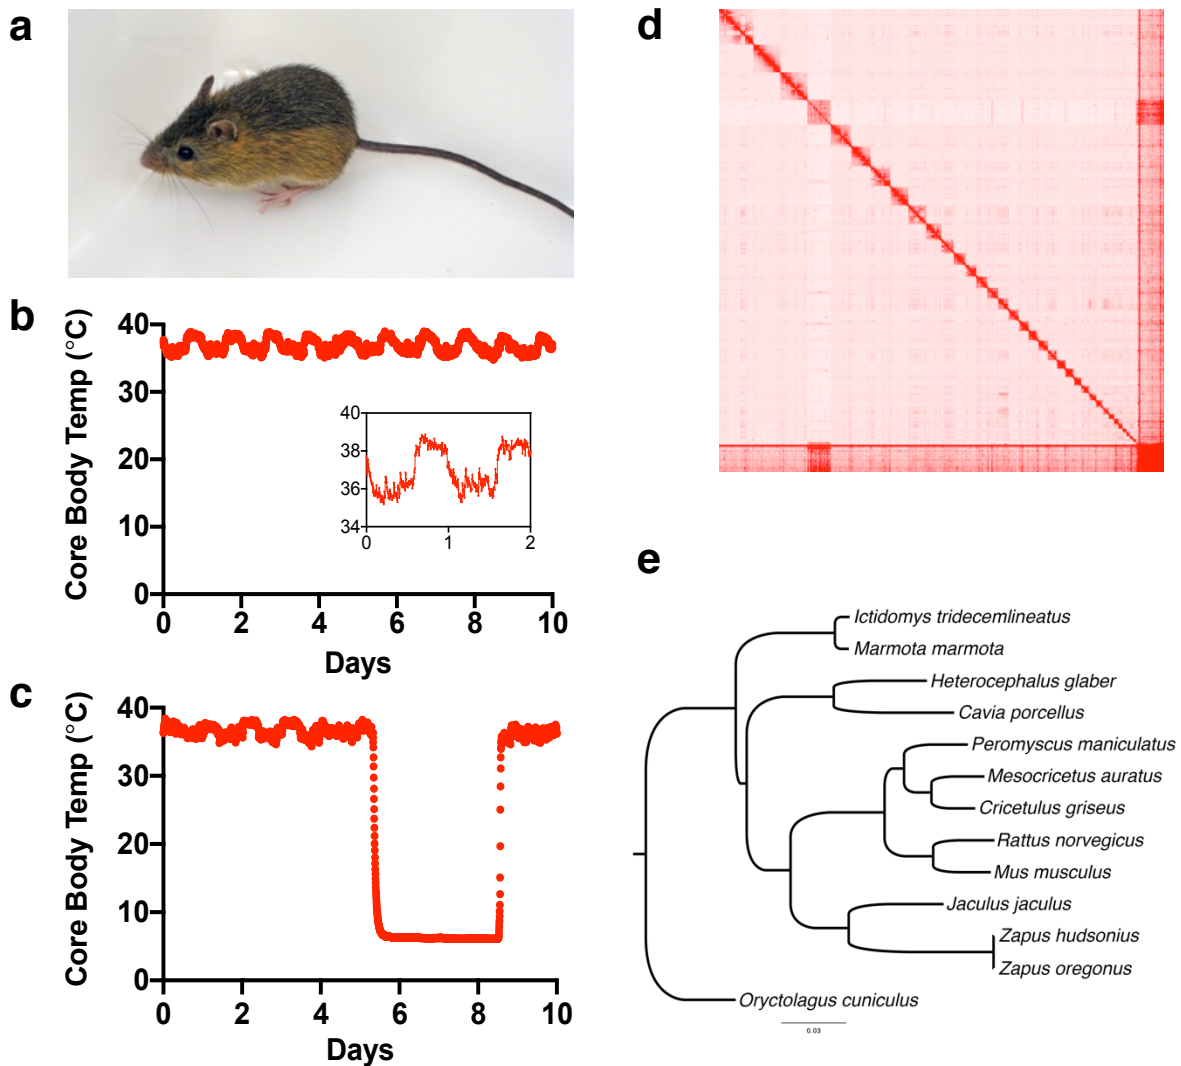 a
b
Core Body Temp (°C)
40
30
20
10
0
0 2 4 6 8 10
Days
40
38
36
34
0 1 2
c
Core Body Temp (°C)
40
30
20
10
0
0 2 4 6 8 10
Days
d
e
Ictidomys tridecemlineatus
Marmota marmota
Heterocephalus glaber
Cavia porcellus
Peromyscus maniculatus
Mesocricetus auratus
Cricetulus griseus
Rattus norvegicus
Mus musculus
Jaculus jaculus
Zapus hudsonius
Zapus oregonus
Oryctolagus cuniculus
0.03